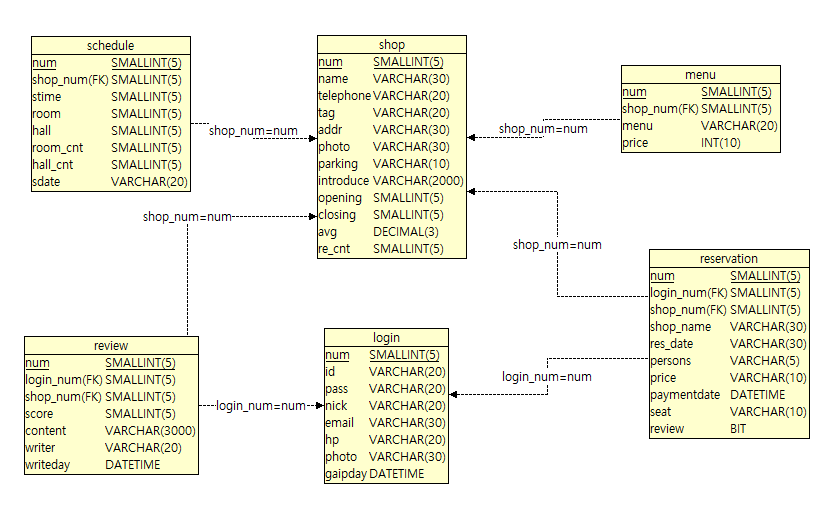 schedule
num SMALLINT(5)
shop_num(FK) SMALLINT(5)
stime SMALLINT(5)
room SMALLINT(5)
hall SMALLINT(5)
room_cnt SMALLINT(5)
hall_cnt SMALLINT(5)
sdate VARCHAR(20)
shop_num=num
shop
num SMALLINT(5)
name VARCHAR(30)
telephone VARCHAR(20)
tag VARCHAR(20)
addr VARCHAR(30)
photo VARCHAR(30)
parking VARCHAR(10)
introduce VARCHAR(2000)
opening SMALLINT(5)
closing SMALLINT(5)
avg DECIMAL(3)
re_cnt SMALLINT(5)
shop_num=num
menu
num SMALLINT(5)
shop_num(FK) SMALLINT(5)
menu VARCHAR(20)
price INT(10)
shop_num=num
shop_num=num
reservation
num SMALLINT(5)
login_num(FK) SMALLINT(5)
shop_num(FK) SMALLINT(5)
shop_name VARCHAR(30)
res_date VARCHAR(30)
persons VARCHAR(5)
price VARCHAR(10)
paymentdate DATETIME
seat VARCHAR(10)
review BIT
review
num SMALLINT(5)
login_num(FK) SMALLINT(5)
shop_num(FK) SMALLINT(5)
score SMALLINT(5)
content VARCHAR(3000)
writer VARCHAR(20)
writeday DATETIME
login_num=num
login
num SMALLINT(5)
id VARCHAR(20)
pass VARCHAR(20)
nick VARCHAR(20)
email VARCHAR(30)
hp VARCHAR(20)
photo VARCHAR(30)
gaipday DATETIME
login_num=num